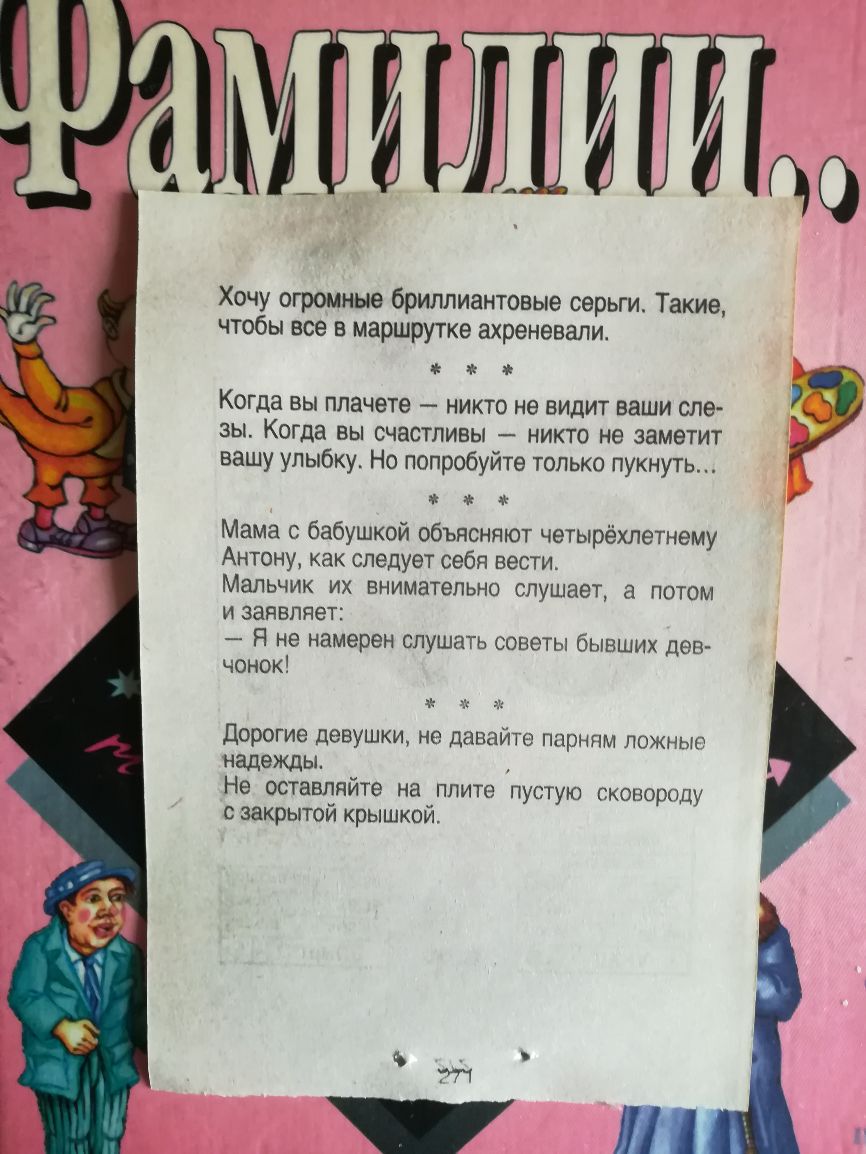 Фамилии..
Хочу огромные бриллиантовые серьги. Такие,
чтобы все в маршрутке ахреневали.
* * *
Когда вы плачете — никто не видит ваши сле-
зы. Когда вы счастливы — никто не заметит
вашу улыбку. Но попробуйте только пукнуть...
* * *
Мама с бабушкой объясняют четырёхлетнему
Антону, как следует себя вести.
Мальчик их внимательно слушает, а потом
и заявляет:
— Я не намерен слушать советы бывших дев-
чонок!
* * *
Дорогие девушки, не давайте парням ложные
надежды.
Не оставляйте на плите пустую сковороду
с закрытой крышкой.
271